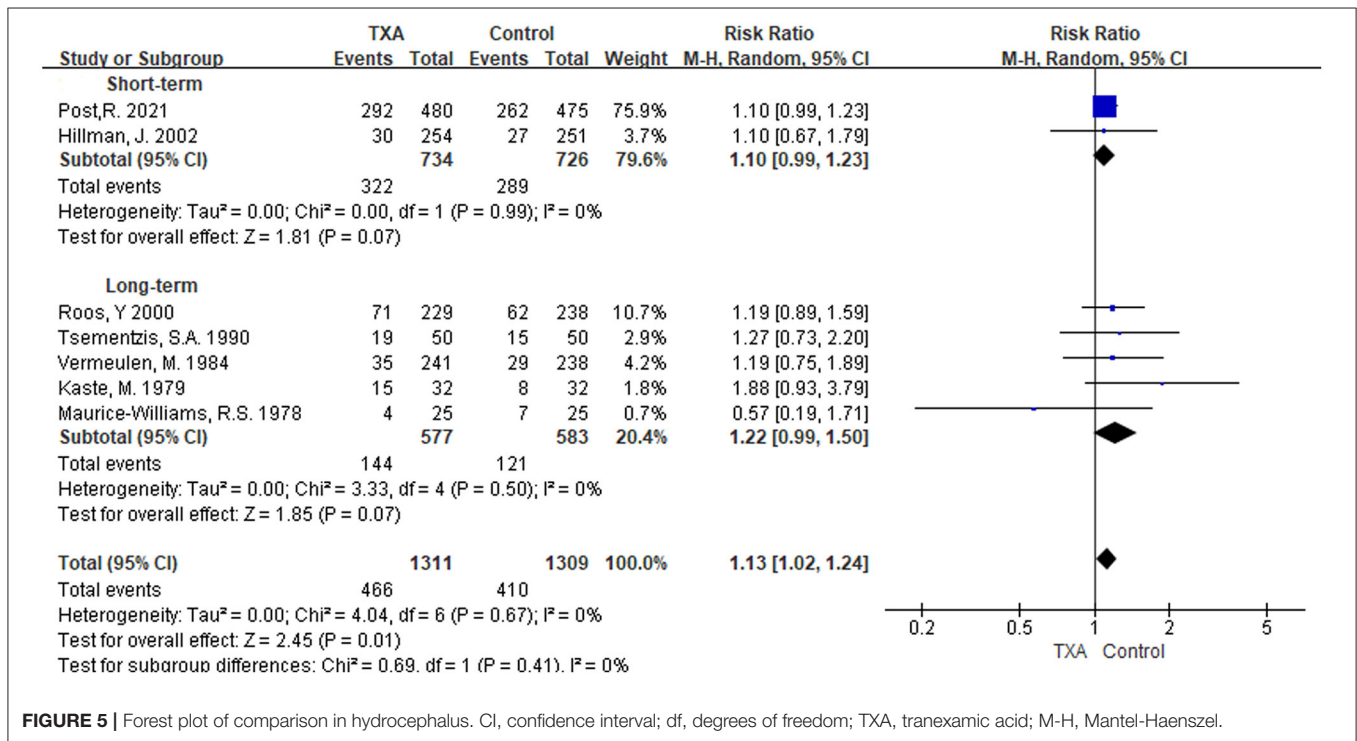 TXA Control Risk Ratio Risk Ratio
Study or Subgroup Events Total Events Total Weight M-H, Random, 95% CI M-H, Random, 95% CI
Short-term
Post,R. 2021 292 480 262 475 75.9% 1.10 [0.99, 1.23]
Hillman, J. 2002 30 254 27 251 3.7% 1.10 [0.67, 1.79]
Subtotal (95% CI) 734 726 79.6% 1.10 [0.99, 1.23]
Total events 322 289
Heterogeneity: Tau² = 0.00; Chi² = 0.00, df = 1 (P = 0.99); I² = 0%
Test for overall effect: Z = 1.81 (P = 0.07)
Long-term
Roos, Y 2000 71 229 62 238 10.7% 1.19 [0.89, 1.59]
Tsementzis, S.A. 1990 19 50 15 50 2.9% 1.27 [0.73, 2.20]
Vermeulen, M. 1984 35 241 29 238 4.2% 1.19 [0.75, 1.89]
Kaste, M. 1979 15 32 8 32 1.8% 1.88 [0.93, 3.79]
Maurice-Williams, R.S. 1978 4 25 7 25 0.7% 0.57 [0.19, 1.71]
Subtotal (95% CI) 577 583 20.4% 1.22 [0.99, 1.50]
Total events 144 121
Heterogeneity: Tau² = 0.00; Chi² = 3.33, df = 4 (P = 0.50); I² = 0%
Test for overall effect: Z = 1.85 (P = 0.07)
Total (95% CI) 1311 1309 100.0% 1.13 [1.02, 1.24]
Total events 466 410
Heterogeneity: Tau² = 0.00; Chi² = 4.04, df = 6 (P = 0.67); I² = 0%
Test for overall effect: Z = 2.45 (P = 0.01)
Test for subgroup differences: Chi² = 0.69. df = 1 (P = 0.41). I² = 0%
0.2 0.5 1 2 5
TXA Control
FIGURE 5 | Forest plot of comparison in hydrocephalus. CI, confidence interval; df, degrees of freedom; TXA, tranexamic acid; M-H, Mantel-Haenszel.